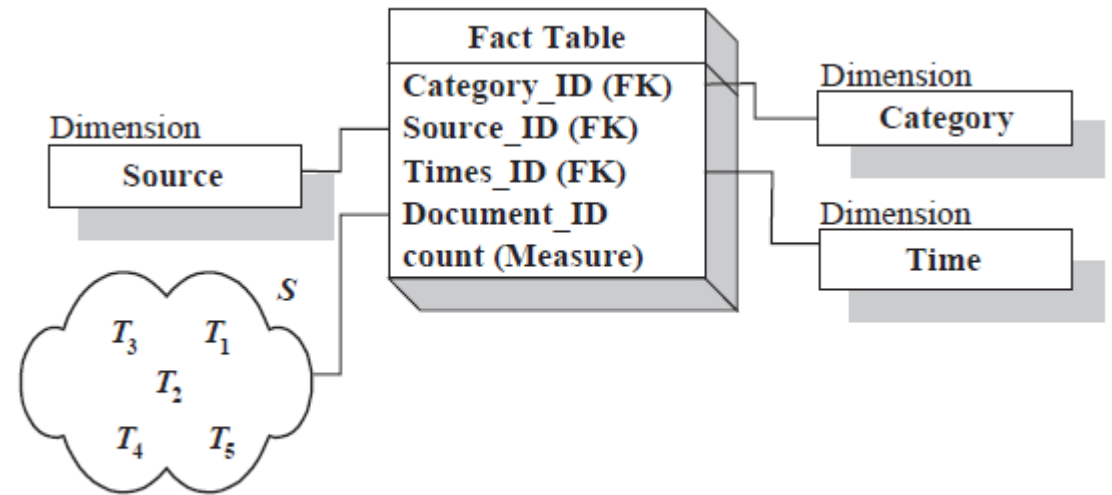 Fact Table
Category_ID (FK)
Source_ID (FK)
Times_ID (FK)
Document_ID
count (Measure)
Dimension
Source
Dimension
Category
Dimension
Time
S
T3
T1
T2
T4
T5